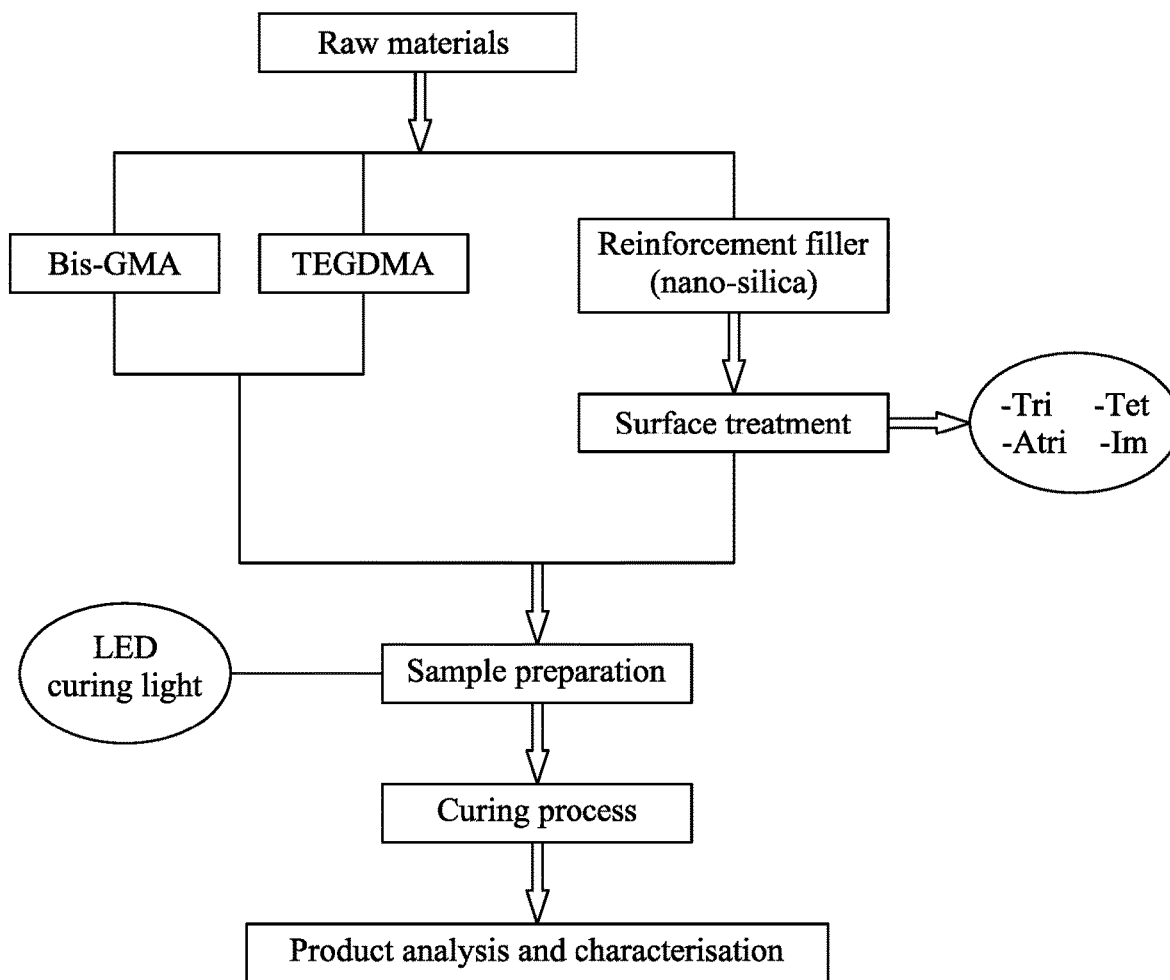 Raw materials
Bis-GMA
TEGDMA
Reinforcement filler
(nano-silica)
Surface treatment
-Tri -Tet
-Atri -Im
LED
curing light
Sample preparation
Curing process
Product analysis and characterisation